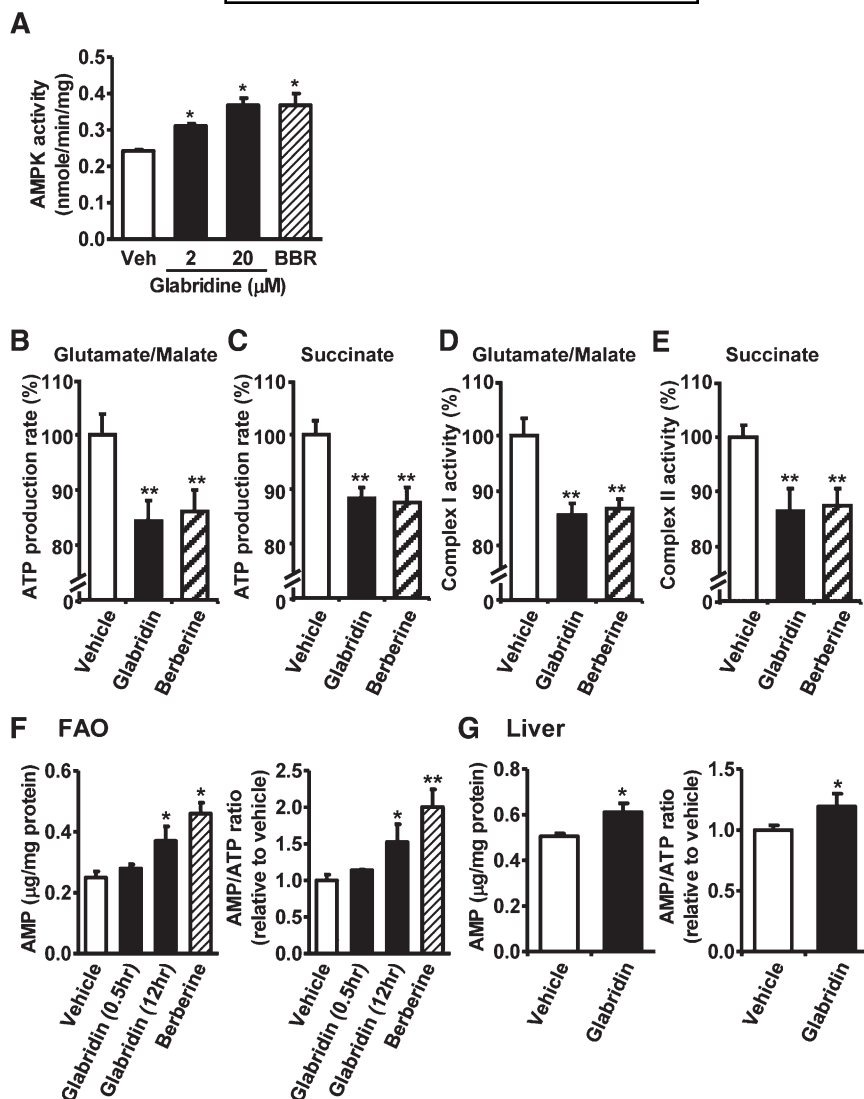 A
AMPK activity
(nmole/min/mg)
0.5
0.4
0.3
0.2
0.1
0.0
* * *
Veh 2 20 BBR
Glabridine (μM)
B
Glutamate/Malate
ATP production rate (%)
110
100
90
80
0
** **
Vehicle
Glabridin
Berberine
C
Succinate
ATP production rate (%)
110
100
90
80
0
** **
Vehicle
Glabridin
Berberine
D
Glutamate/Malate
Complex I activity (%)
110
100
90
80
0
** **
Vehicle
Glabridin
Berberine
E
Succinate
Complex II activity (%)
110
100
90
80
0
** **
Vehicle
Glabridin
Berberine
F FAO
AMP (μg/mg protein)
0.6
0.4
0.2
0.0
* *
Vehicle
Glabridin (0.5hr)
Glabridin (12hr)
Berberine
AMP/ATP ratio
(relative to vehicle)
2.5
2.0
1.5
1.0
0.5
0.0
* **
Vehicle
Glabridin (0.5hr)
Glabridin (12hr)
Berberine
G Liver
AMP (μg/mg protein)
0.8
0.6
0.4
0.2
0.0
*
Vehicle
Glabridin
AMP/ATP ratio
(relative to vehicle)
1.5
1.0
0.5
0.0
*
Vehicle
Glabridin